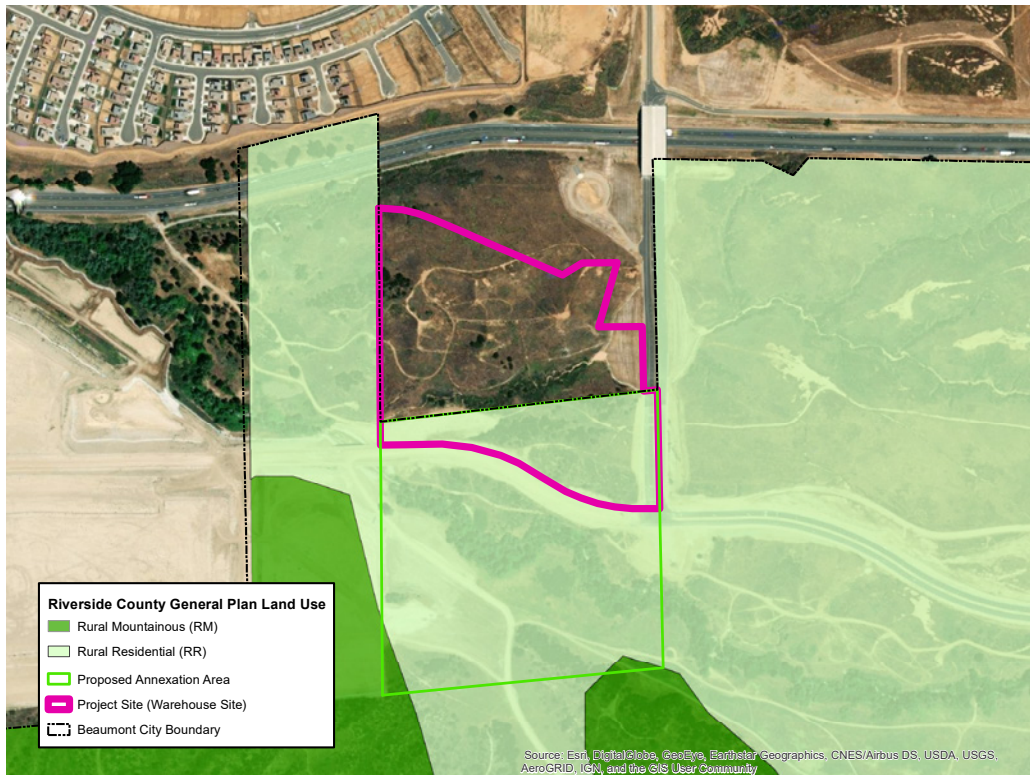 Riverside County General Plan Land Use
Rural Mountainous (RM)
Rural Residential (RR)
Proposed Annexation Area
Project Site (Warehouse Site)
Beaumont City Boundary
Source: Esri, DigitalGlobe, GeoEye, Earthstar Geographics, CNES/Airbus DS, USDA, USGS,
AeroGRID, IGN, and the GIS User Community